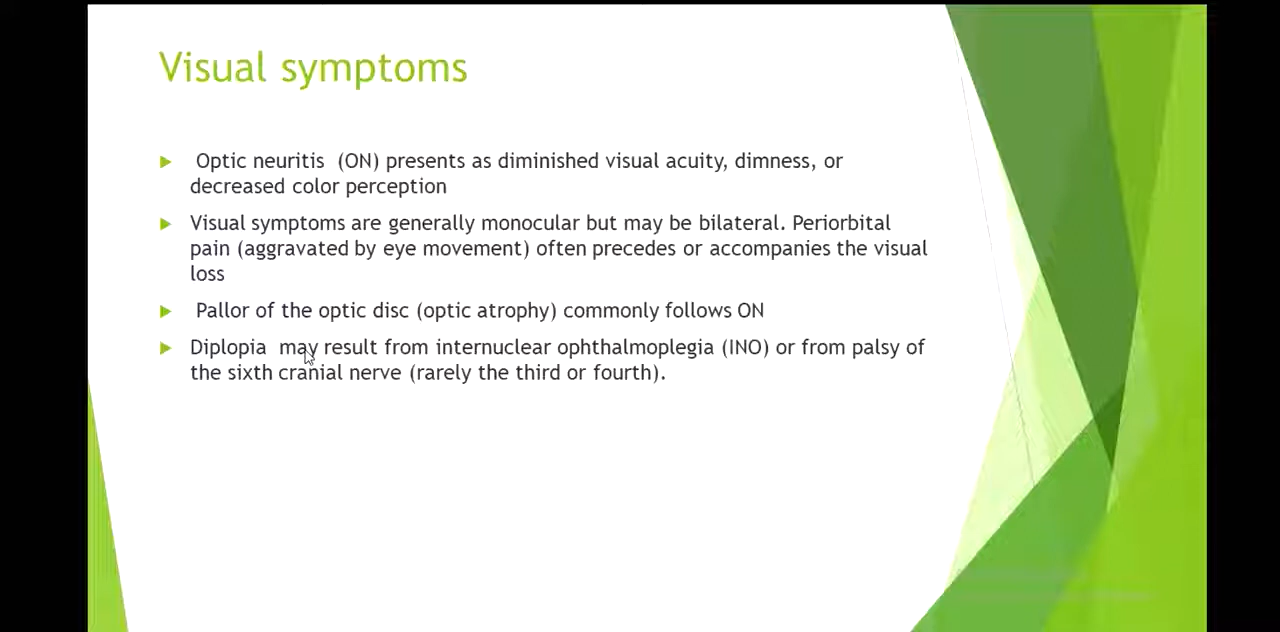 Visual symptoms
Optic neuritis (ON) presents as diminished visual acuity, dimness, or
decreased color perception
Visual symptoms are generally monocular but may be bilateral. Periorbital
pain (aggravated by eye movement) often precedes or accompanies the visual
loss
Pallor of the optic disc (optic atrophy) commonly follows ON
Diplopia may result from internuclear ophthalmoplegia (INO) or from palsy of
the sixth cranial nerve (rarely the third or fourth).